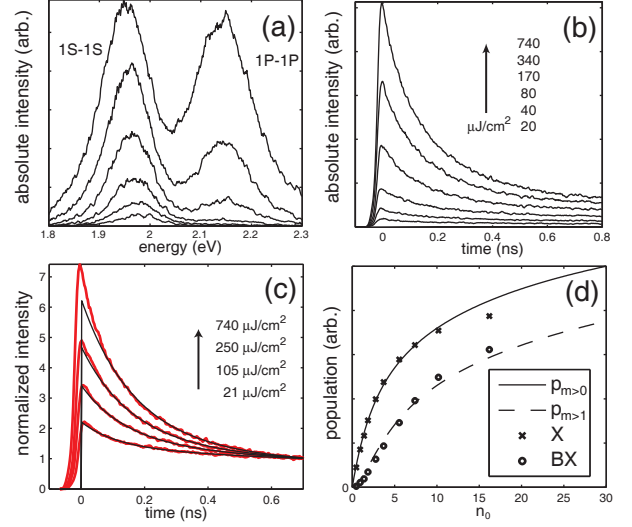 (a)
1S-1S
1P-1P
absolute intensity (arb.)
1.8 1.9 2 2.1 2.2 2.3
energy (eV)
(b)
740
340
170
80
40
20
μJ/cm²
absolute intensity (arb.)
0 0.2 0.4 0.6 0.8
time (ns)
(c)
740 μJ/cm²
250 μJ/cm²
105 μJ/cm²
21 μJ/cm²
normalized intensity
7
6
5
4
3
2
1
0
0 0.2 0.4 0.6
time (ns)
(d)
population (arb.)
p_{m>0}
p_{m>1}
X
BX
0 5 10 15 20 25 30
n_0